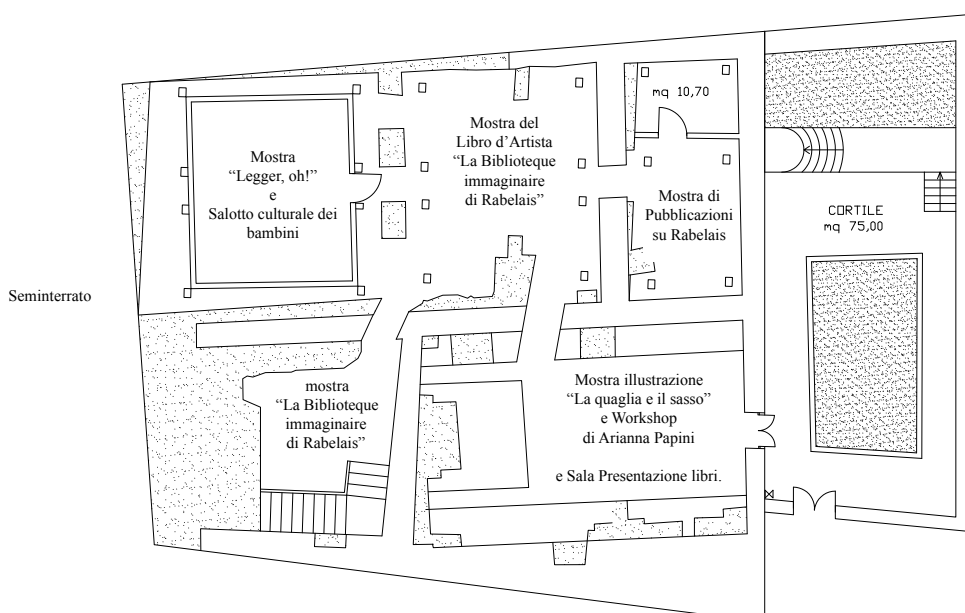 mq 10,70
Mostra
“Legger, oh!”
e
Salotto culturale dei
bambini
Mostra del
Libro d’Artista
“La Biblioteque
immaginaire
di Rabelais”
Mostra di
Pubblicazioni
su Rabelais
CORTILE
mq 75,00
Seminterrato
mostra
“La Biblioteque
immaginaire
di Rabelais”
Mostra illustrazione
“La quaglia e il sasso”
e Workshop
di Arianna Papini
e Sala Presentazione libri.